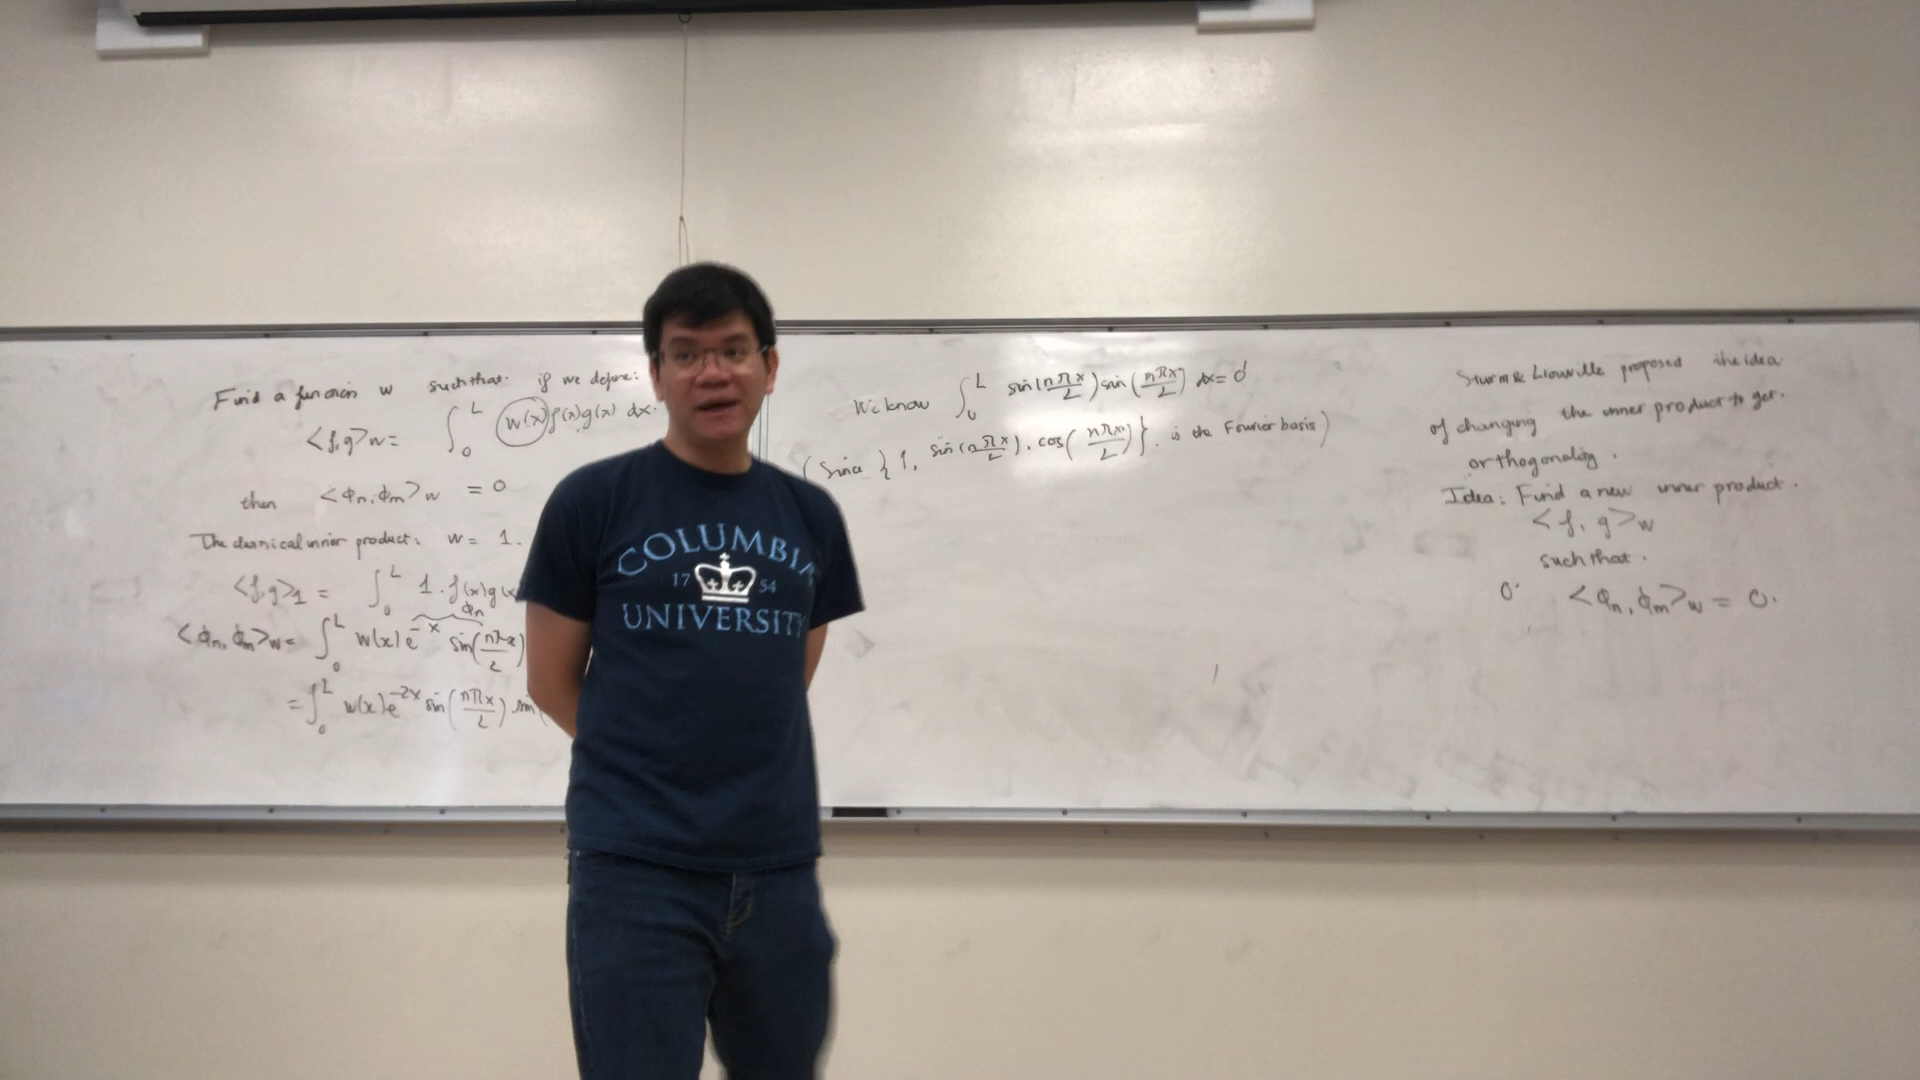 Find a function w such that if we define:
<f,g>w = ∫₀ᴸ w(x) f(x)g(x) dx.
then <ϕn, ϕm>w = 0
The classical inner product: w = 1.
<f,g>1 = ∫₀ᴸ 1. f(x)g(x
ϕn
<ϕn, ϕm>w = ∫₀ᴸ w(x) e^-x sin(nπx/L)
= ∫₀ᴸ w(x) e^-2x sin(nπx/L) sin(
We know ∫₀ᴸ sin(nπx/L) sin(nπx/L) dx = 0
(Since { 1, sin(nπx/L), cos(nπx/L) }. is the Fourier basis)
Sturm & Liouville proposed the idea
of changing the inner product to get.
orthogonality.
Idea: Find a new inner product.
<f, g>w
such that.
0. <ϕn, ϕm>w = 0.
COLUMBIA
17 54
UNIVERSITY